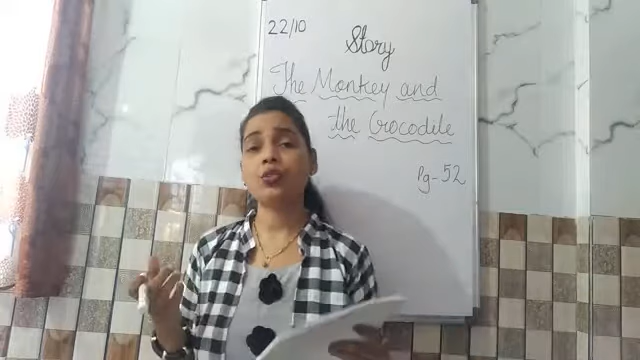 22/10
Story
The Monkey and
the Crocodile
Pg-52